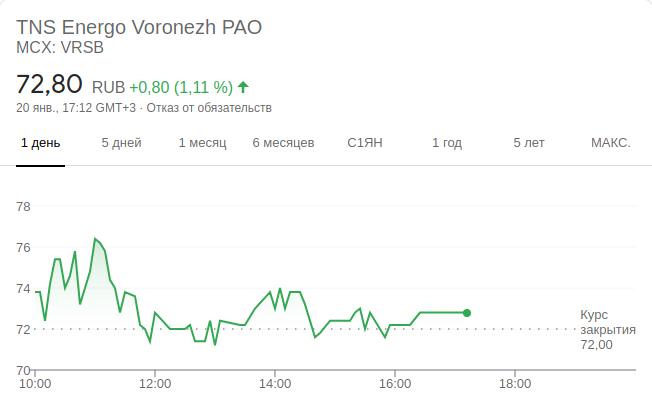 TNS Energo Voronezh PAO
MCX: VRSB
72,80 RUB +0,80 (1,11 %)
20 янв., 17:12 GMT+3 · Отказ от обязательств
1 день 5 дней 1 месяц 6 месяцев С1ЯН 1 год 5 лет МАКС.
78
76
74
72
70
Курс
закрытия
72,00
10:00 12:00 14:00 16:00 18:00